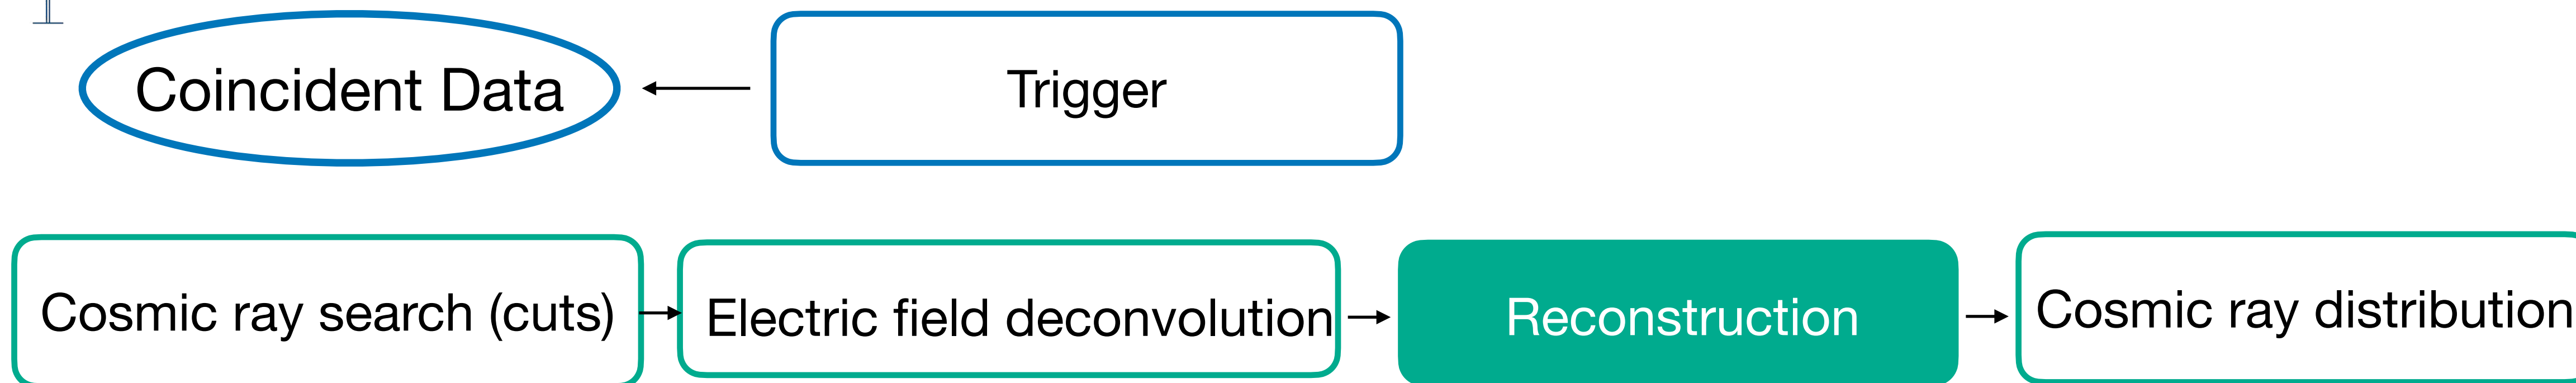 Coincident Data
Trigger
Cosmic ray search (cuts)
Electric field deconvolution
Reconstruction
Cosmic ray distribution